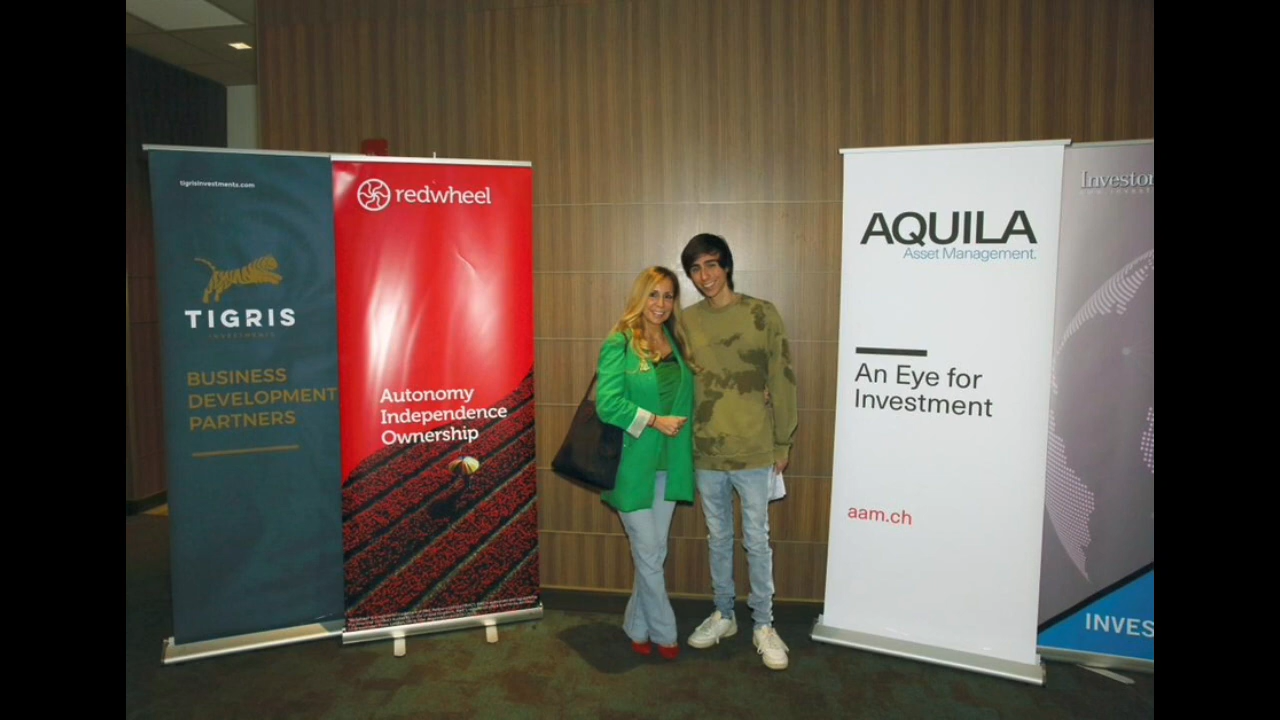 tigrisinvestments.com
TIGRIS
INVESTMENTS
BUSINESS
DEVELOPMENT
PARTNERS
redwheel
Autonomy
Independence
Ownership
AQUILA
Asset Management.
An Eye for
Investment
aam.ch
Investor
INVES